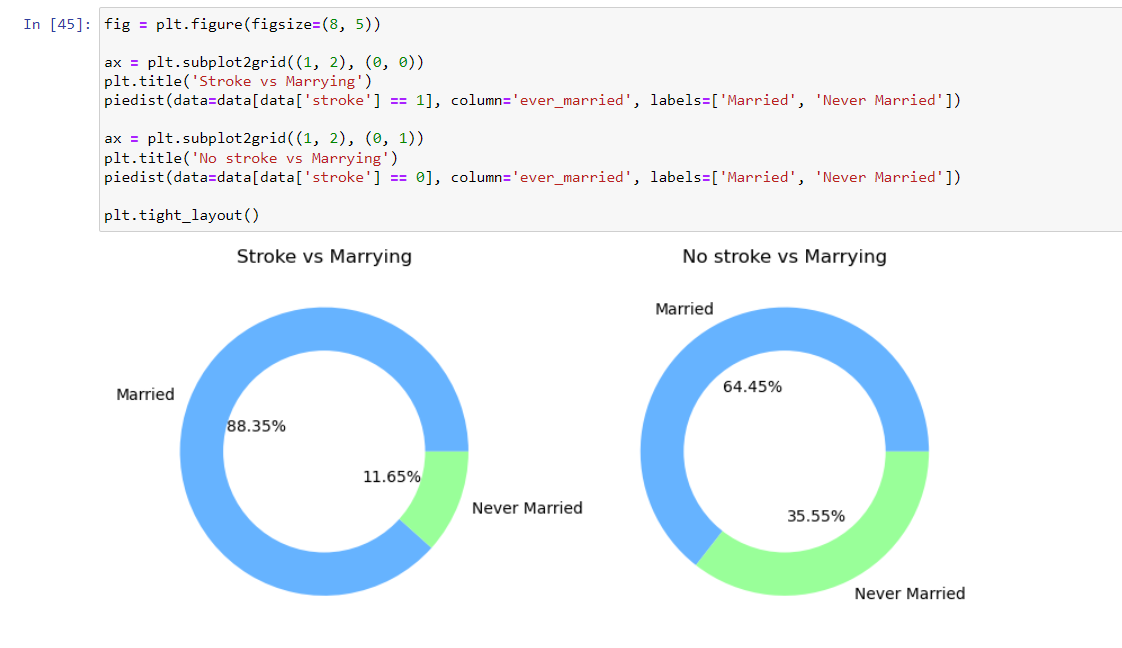 In [45]: fig = plt.figure(figsize=(8, 5))
ax = plt.subplot2grid((1, 2), (0, 0))
plt.title('Stroke vs Marrying')
piedist(data=data[data['stroke'] == 1], column='ever_married', labels=['Married', 'Never Married'])
ax = plt.subplot2grid((1, 2), (0, 1))
plt.title('No stroke vs Marrying')
piedist(data=data[data['stroke'] == 0], column='ever_married', labels=['Married', 'Never Married'])
plt.tight_layout()
Stroke vs Marrying
Married
88.35%
11.65%
Never Married
No stroke vs Marrying
Married
64.45%
35.55%
Never Married